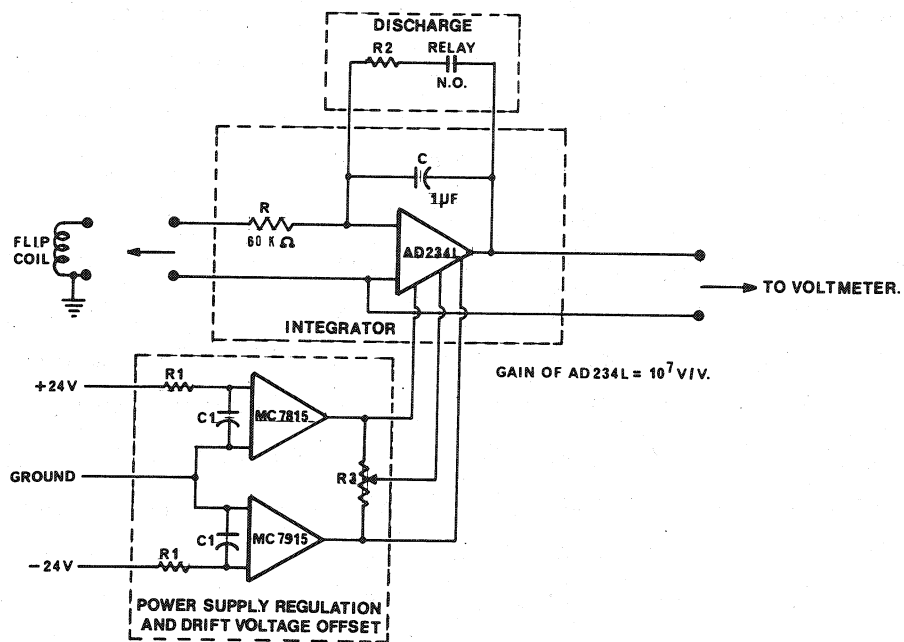 DISCHARGE
R2
RELAY
N.O.
C
1µF
R
60 K Ω
AD234L
FLIP
COIL
TO VOLTMETER.
INTEGRATOR
GAIN OF AD234L = 10⁷ V/V.
+24V
R1
C1
MC7815
GROUND
R3
C1
MC7915
R1
−24V
POWER SUPPLY REGULATION
AND DRIFT VOLTAGE OFFSET